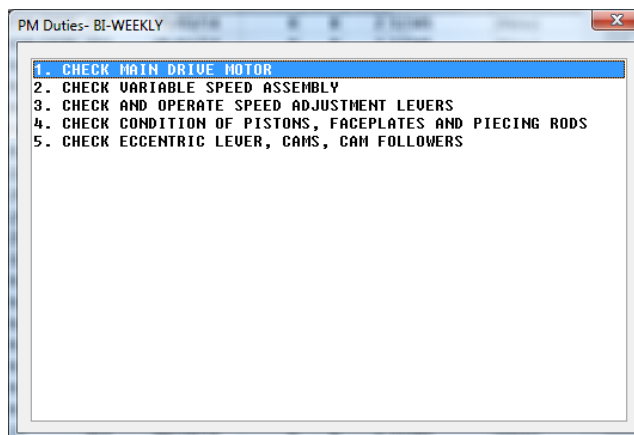 PM Duties- BI-WEEKLY
1. CHECK MAIN DRIVE MOTOR
2. CHECK VARIABLE SPEED ASSEMBLY
3. CHECK AND OPERATE SPEED ADJUSTMENT LEVERS
4. CHECK CONDITION OF PISTONS, FACEPLATES AND PIECING RODS
5. CHECK ECCENTRIC LEVER, CAMS, CAM FOLLOWERS